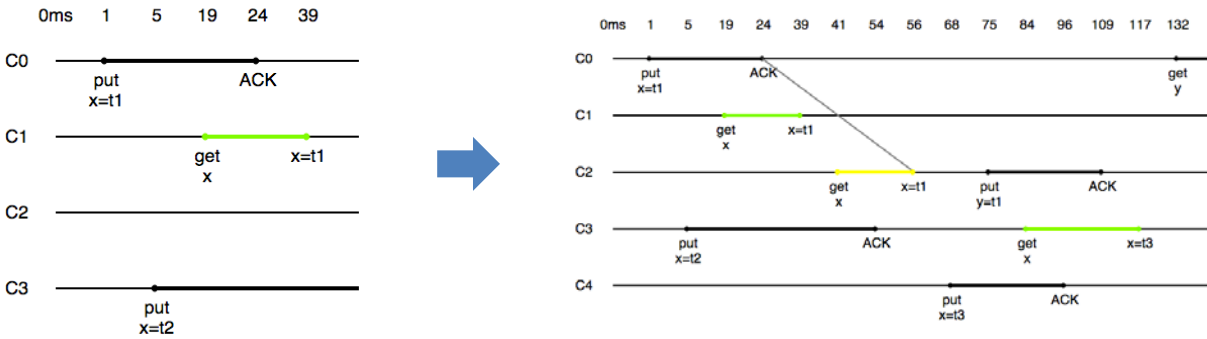 0ms 1 5 19 24 39
C0
put
x=t1
ACK
C1
get
x
x=t1
C2
C3
put
x=t2
0ms 1 5 19 24 39 41 54 56 68 75 84 96 109 117 132
C0
put
x=t1
ACK
get
y
C1
get
x
x=t1
C2
get
x
x=t1
put
y=t1
ACK
C3
put
x=t2
ACK
get
x
x=t3
C4
put
x=t3
ACK